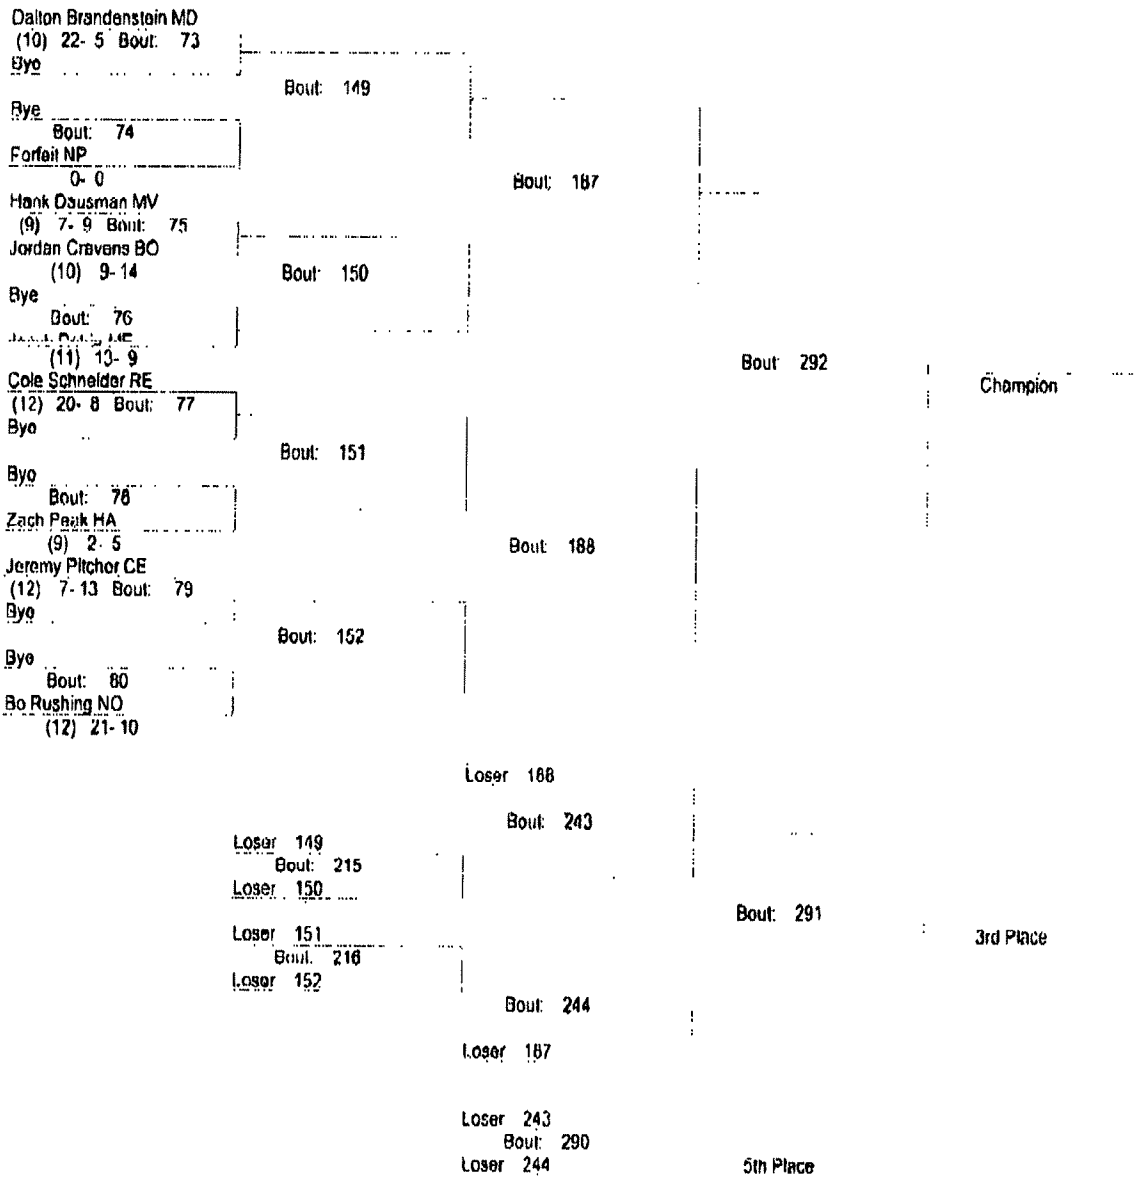 Dalton Brandenstein MD
(10) 22- 5 Bout: 73
Bye
Bout: 149
Bye
Bout: 74
Forfeit NP
0- 0
Bout: 187
Hank Dausman MV
(9) 7- 9 Bout: 75
Jordan Cravens BO
(10) 9- 14
Bout: 150
Bye
Bout: 76
(11) 13- 9
Bout: 292
Champion
Cole Schneider RE
(12) 20- 8 Bout: 77
Bye
Bout: 151
Bye
Bout: 78
Zach Peak HA
(9) 2- 5
Bout: 188
Jeremy Pitcher CE
(12) 7- 13 Bout: 79
Bye
Bout: 152
Bye
Bout: 80
Bo Rushing NO
(12) 21- 10
Loser 188
Bout: 243
Loser 149
Bout: 215
Loser 150
Bout: 291
3rd Place
Loser 151
Bout: 216
Loser 152
Bout: 244
Loser 187
Loser 243
Bout: 290
Loser 244
5th Place